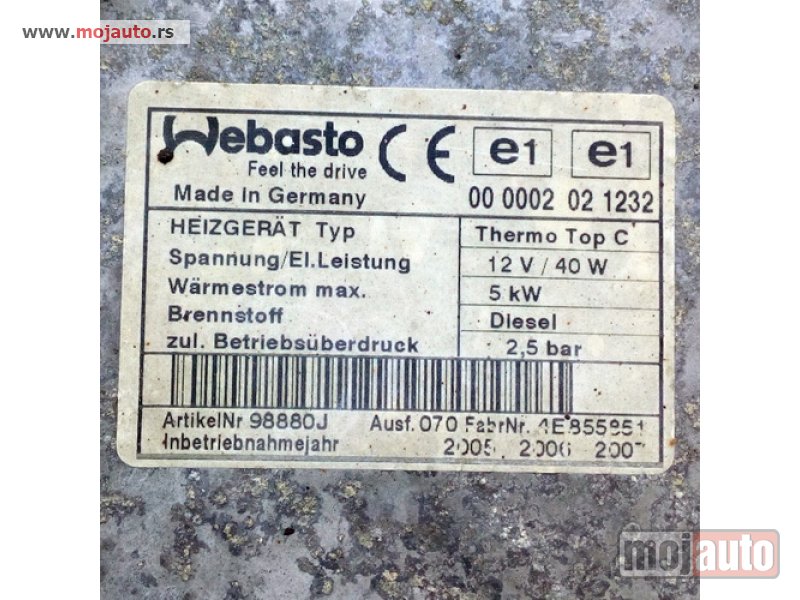 www.mojauto.rs
Webasto CE e1 e1
Feel the drive
Made in Germany 00 0002 02 1232
HEIZGERÄT Typ Thermo Top C
Spannung/El.Leistung 12 V / 40 W
Wärmestrom max. 5 kW
Brennstoff Diesel
zul. Betriebsüberdruck 2,5 bar
ArtikelNr 98880J Ausf. 070 FabrNr.
Inbetriebnahmejahr 2005 2006 2007
mojauto